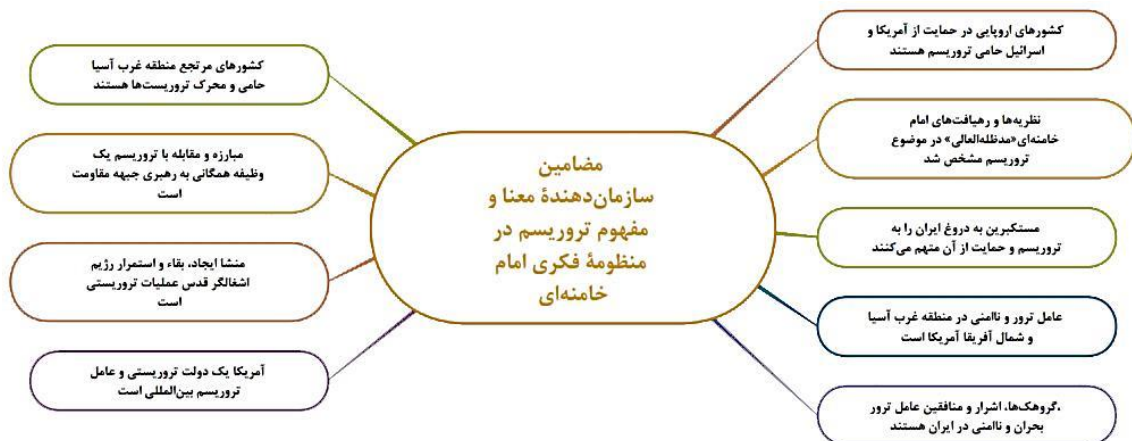 مضامین
سازمان‌دهندهٔ معنا و
مفهوم تروریسم در
منظومهٔ فکری امام
خامنه‌ای
کشورهای اروپایی در حمایت از آمریکا و
اسرائیل حامی تروریسم هستند
نظریه‌ها و رهیافت‌های امام
خامنه‌ای«مدظله‌العالی» در موضوع
تروریسم مشخص شد
مستکبرین به دروغ ایران را به
تروریسم و حمایت از آن متهم می‌کنند
عامل ترور و ناامنی در منطقه غرب آسیا
و شمال آفریقا آمریکا است
،گروهک‌ها، اشرار و منافقین عامل ترور
بحران و ناامنی در ایران هستند
کشورهای مرتجع منطقه غرب آسیا
حامی و محرک تروریست‌ها هستند
مبارزه و مقابله با تروریسم یک
وظیفه همگانی به رهبری جبهه مقاومت
است
منشا ایجاد، بقاء و استمرار رژیم
اشغالگر قدس عملیات تروریستی
است
آمریکا یک دولت تروریستی و عامل
تروریسم بین‌المللی است